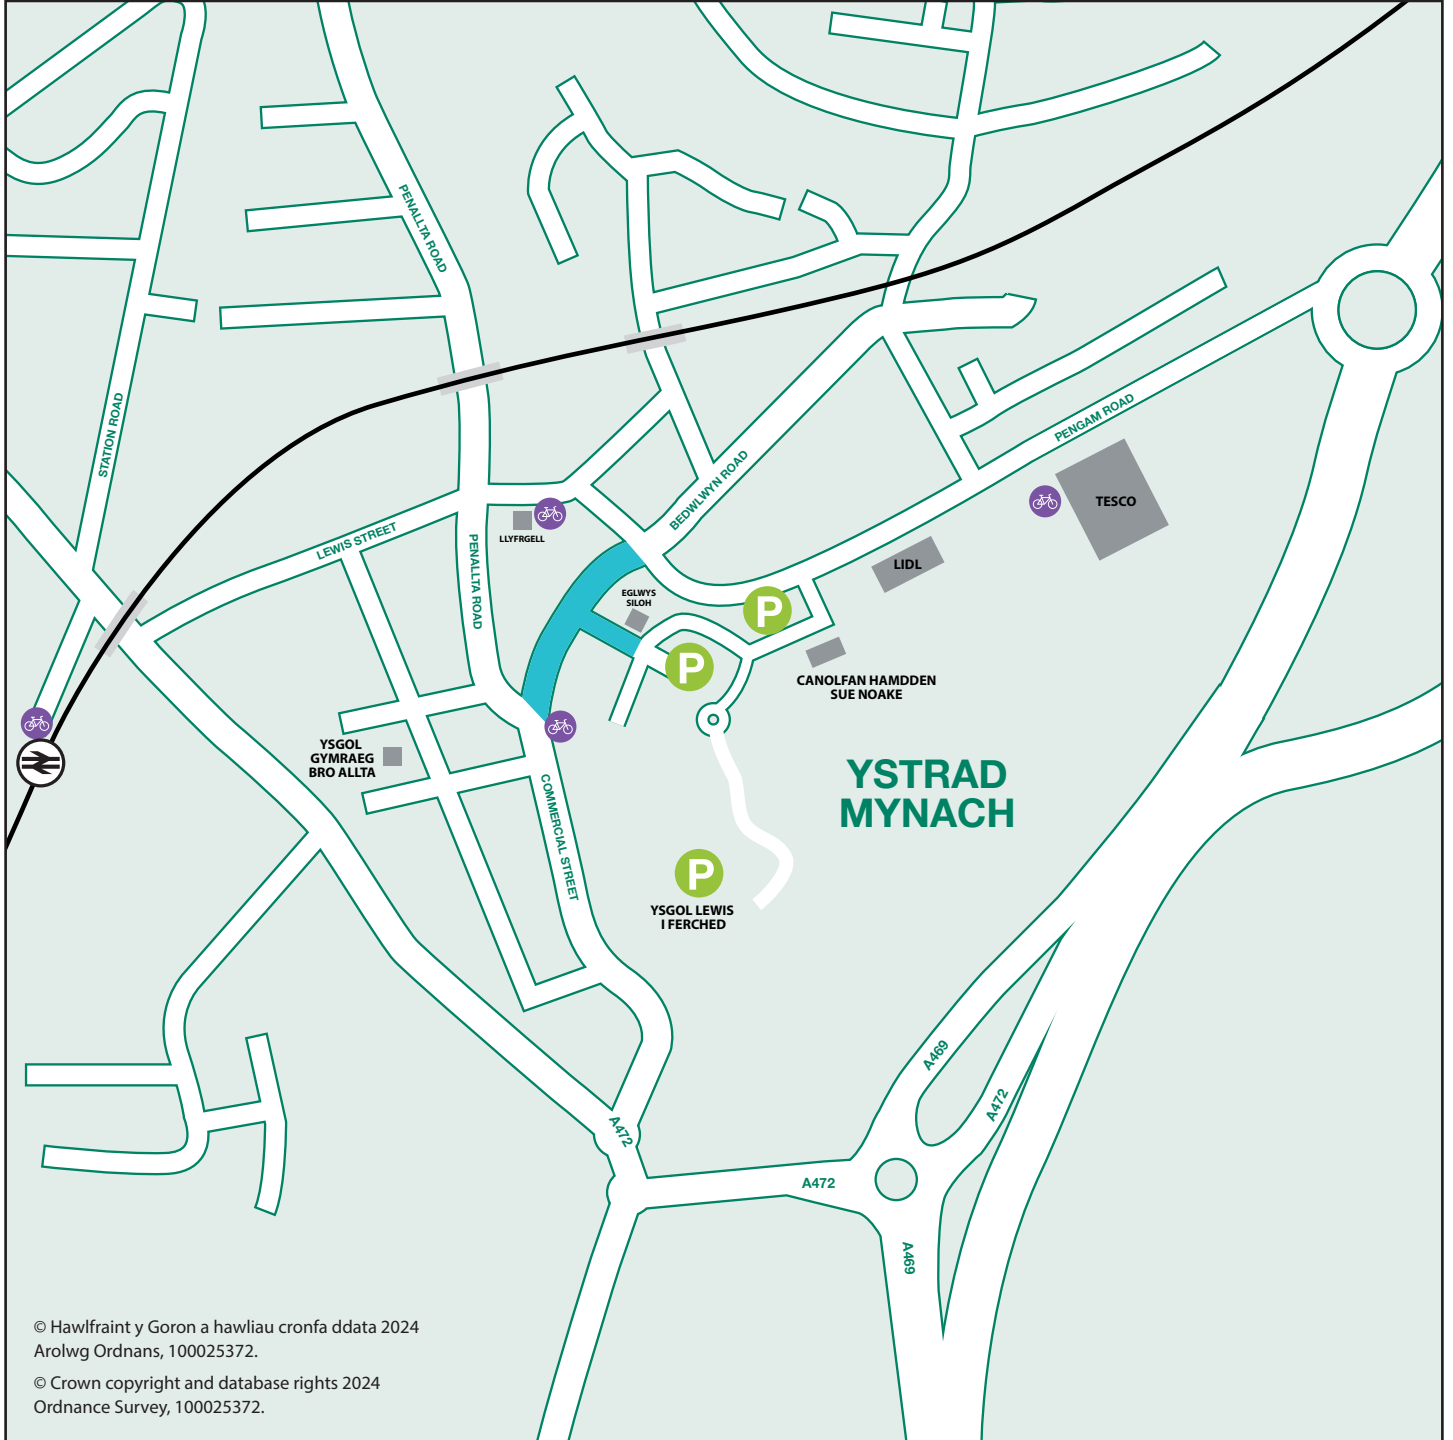 PENALLTA ROAD
STATION ROAD
PENGAM ROAD
BEDWLWYN ROAD
TESCO
LEWIS STREET
LLYFRGELL
PENALLTA ROAD
LIDL
EGLWYS
SILOH
P
P
CANOLFAN HAMDDEN
SUE NOAKE
YSGOL
GYMRAEG
BRO ALLTA
YSTRAD
MYNACH
COMMERCIAL STREET
P
YSGOL LEWIS
I FERCHED
A469
A472
A472
A472
A469
© Hawlfraint y Goron a hawliau cronfa ddata 2024
Arolwg Ordnans, 100025372.
© Crown copyright and database rights 2024
Ordnance Survey, 100025372.